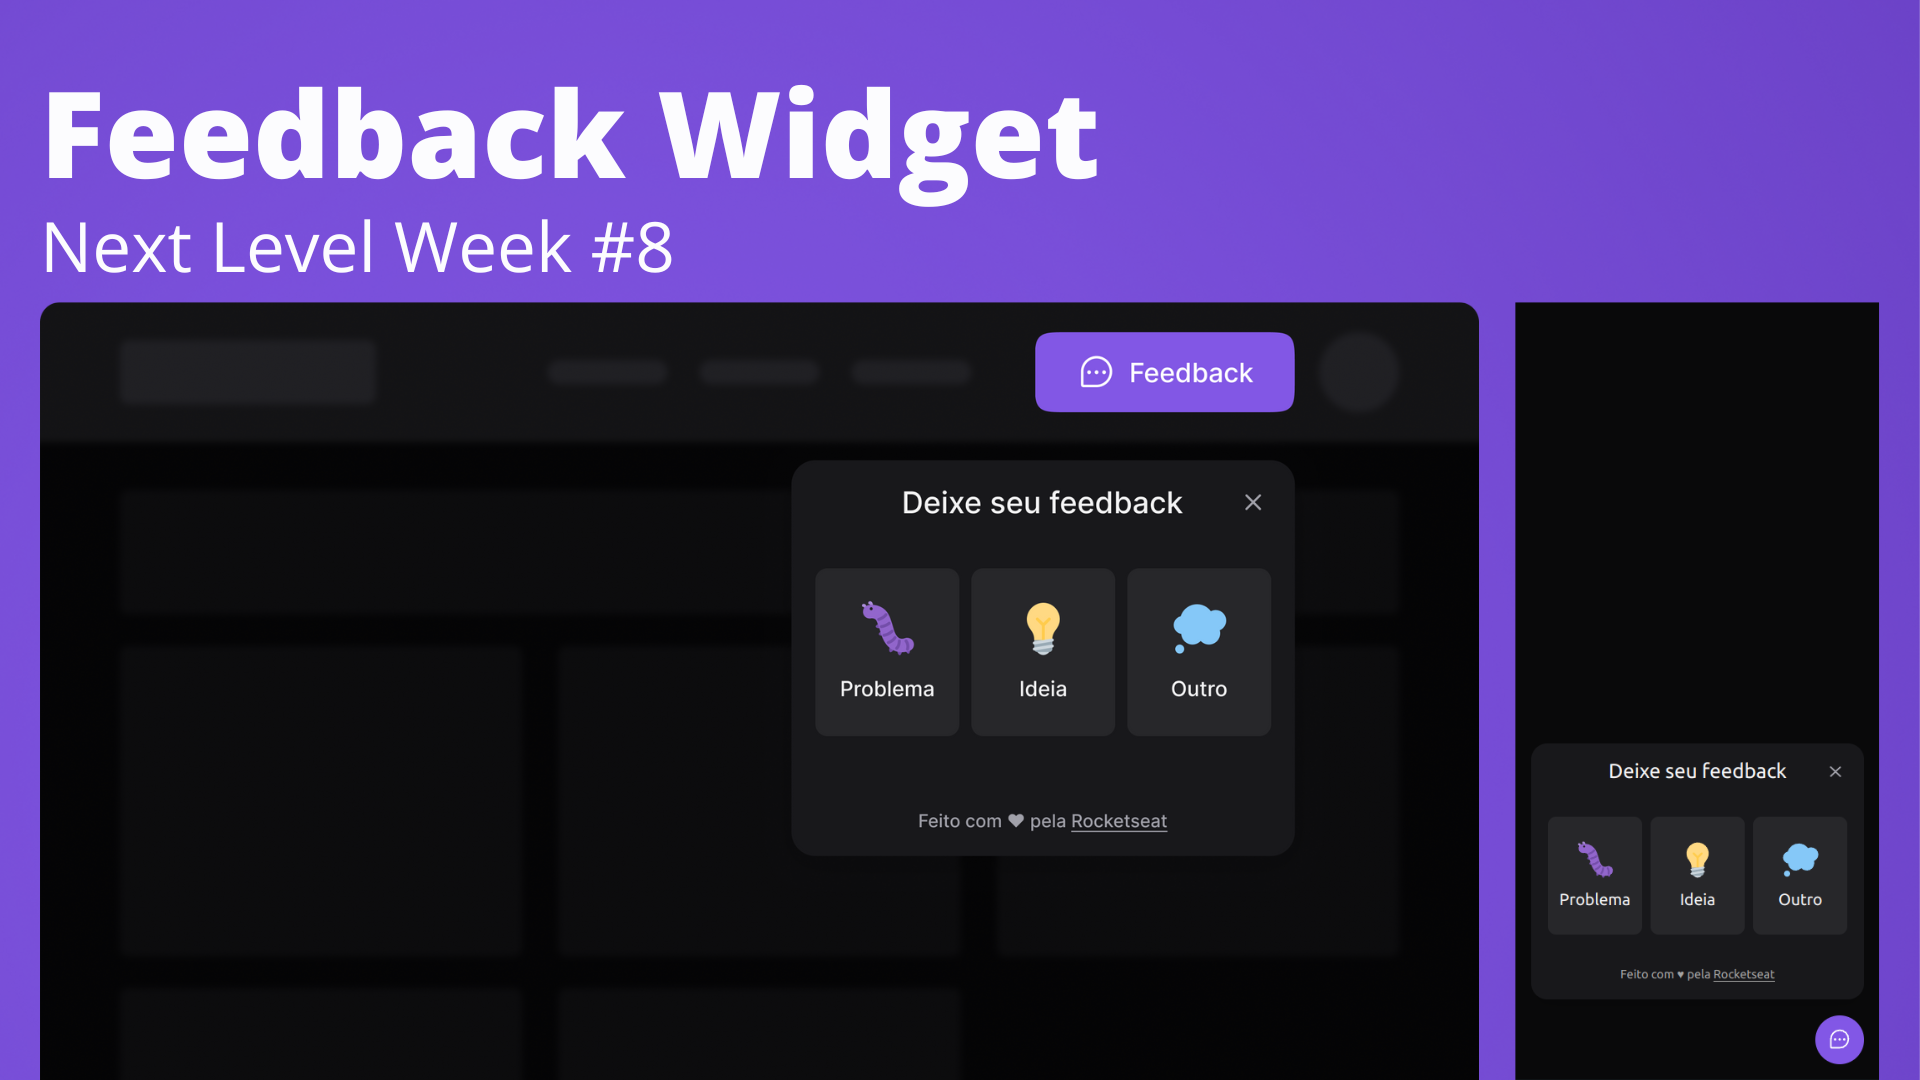 Feedback Widget
Next Level Week #8
Feedback
Deixe seu feedback
Problema
Ideia
Outro
Feito com ♥ pela Rocketseat
Deixe seu feedback
Problema
Ideia
Outro
Feito com ♥ pela Rocketseat